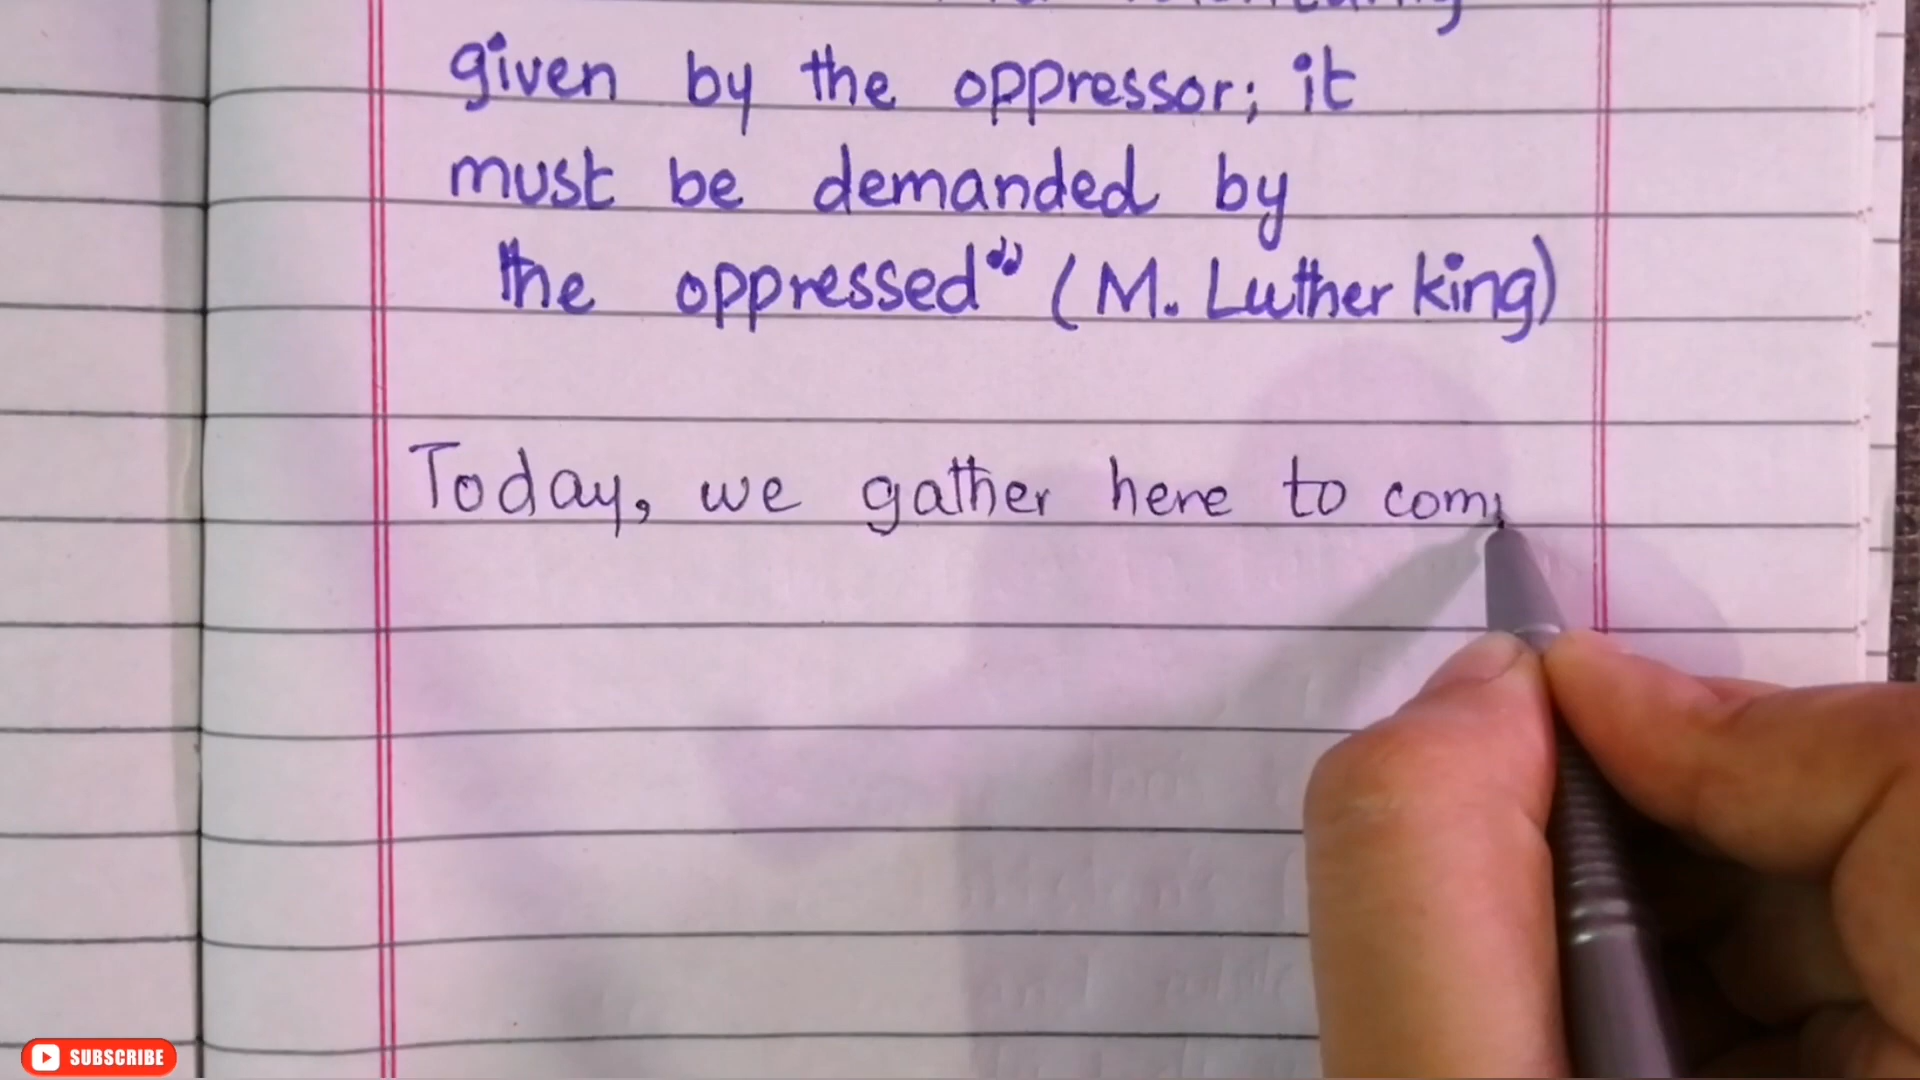 given by the oppressor; it
must be demanded by
the oppressed" (M. Luther king)
Today, we gather here to com
SUBSCRIBE